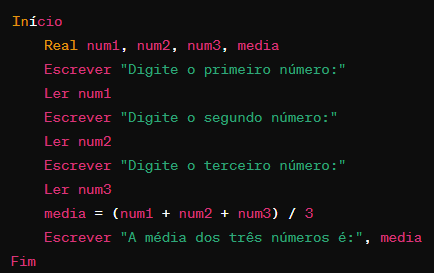 Início
Real num1, num2, num3, media
Escrever "Digite o primeiro número:"
Ler num1
Escrever "Digite o segundo número:"
Ler num2
Escrever "Digite o terceiro número:"
Ler num3
media = (num1 + num2 + num3) / 3
Escrever "A média dos três números é:", media
Fim